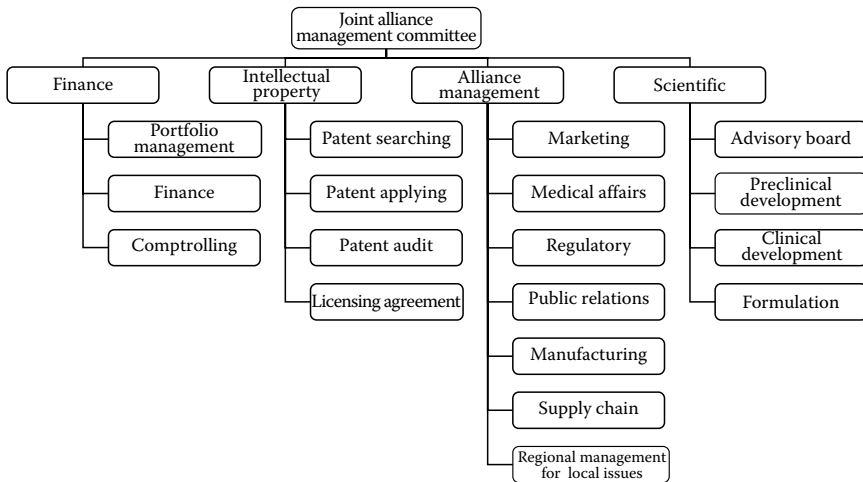 Joint alliance
management committee
Finance
Intellectual
property
Alliance
management
Scientific
Portfolio
management
Finance
Comptrolling
Patent searching
Patent applying
Patent audit
Licensing agreement
Marketing
Medical affairs
Regulatory
Public relations
Manufacturing
Supply chain
Regional management
for local issues
Advisory board
Preclinical
development
Clinical
development
Formulation